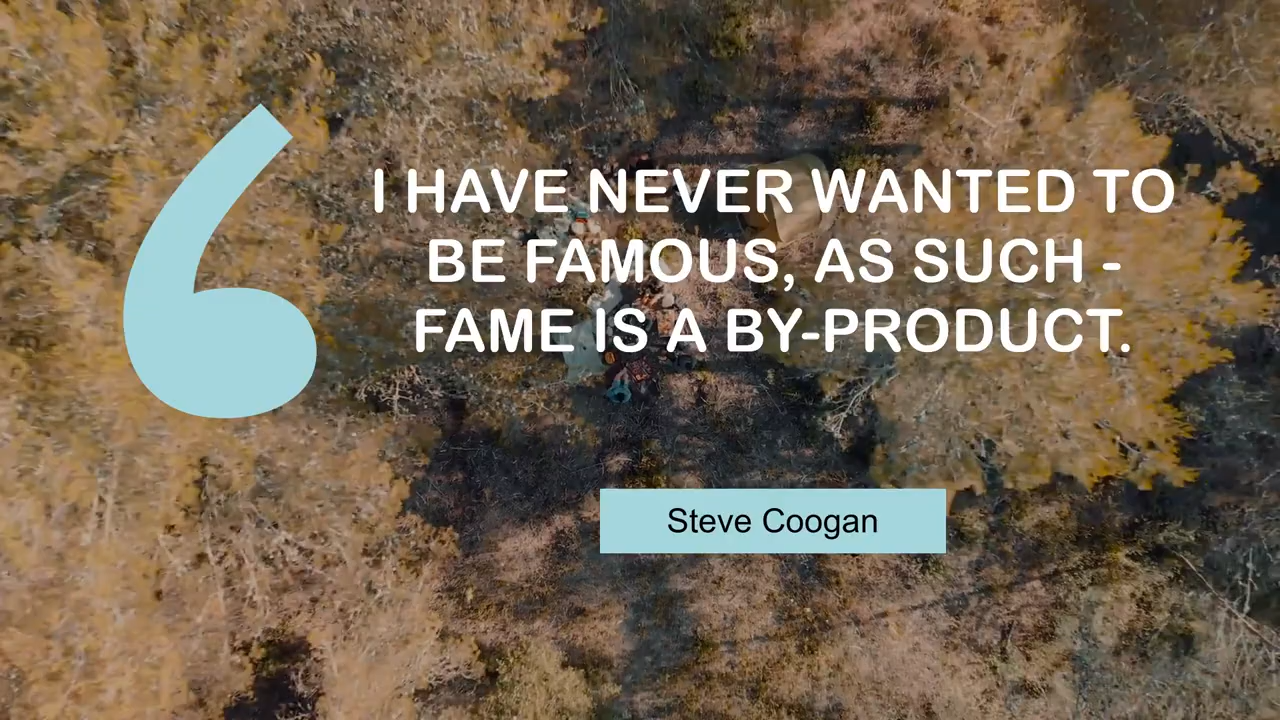 I HAVE NEVER WANTED TO
BE FAMOUS, AS SUCH -
FAME IS A BY-PRODUCT.
Steve Coogan